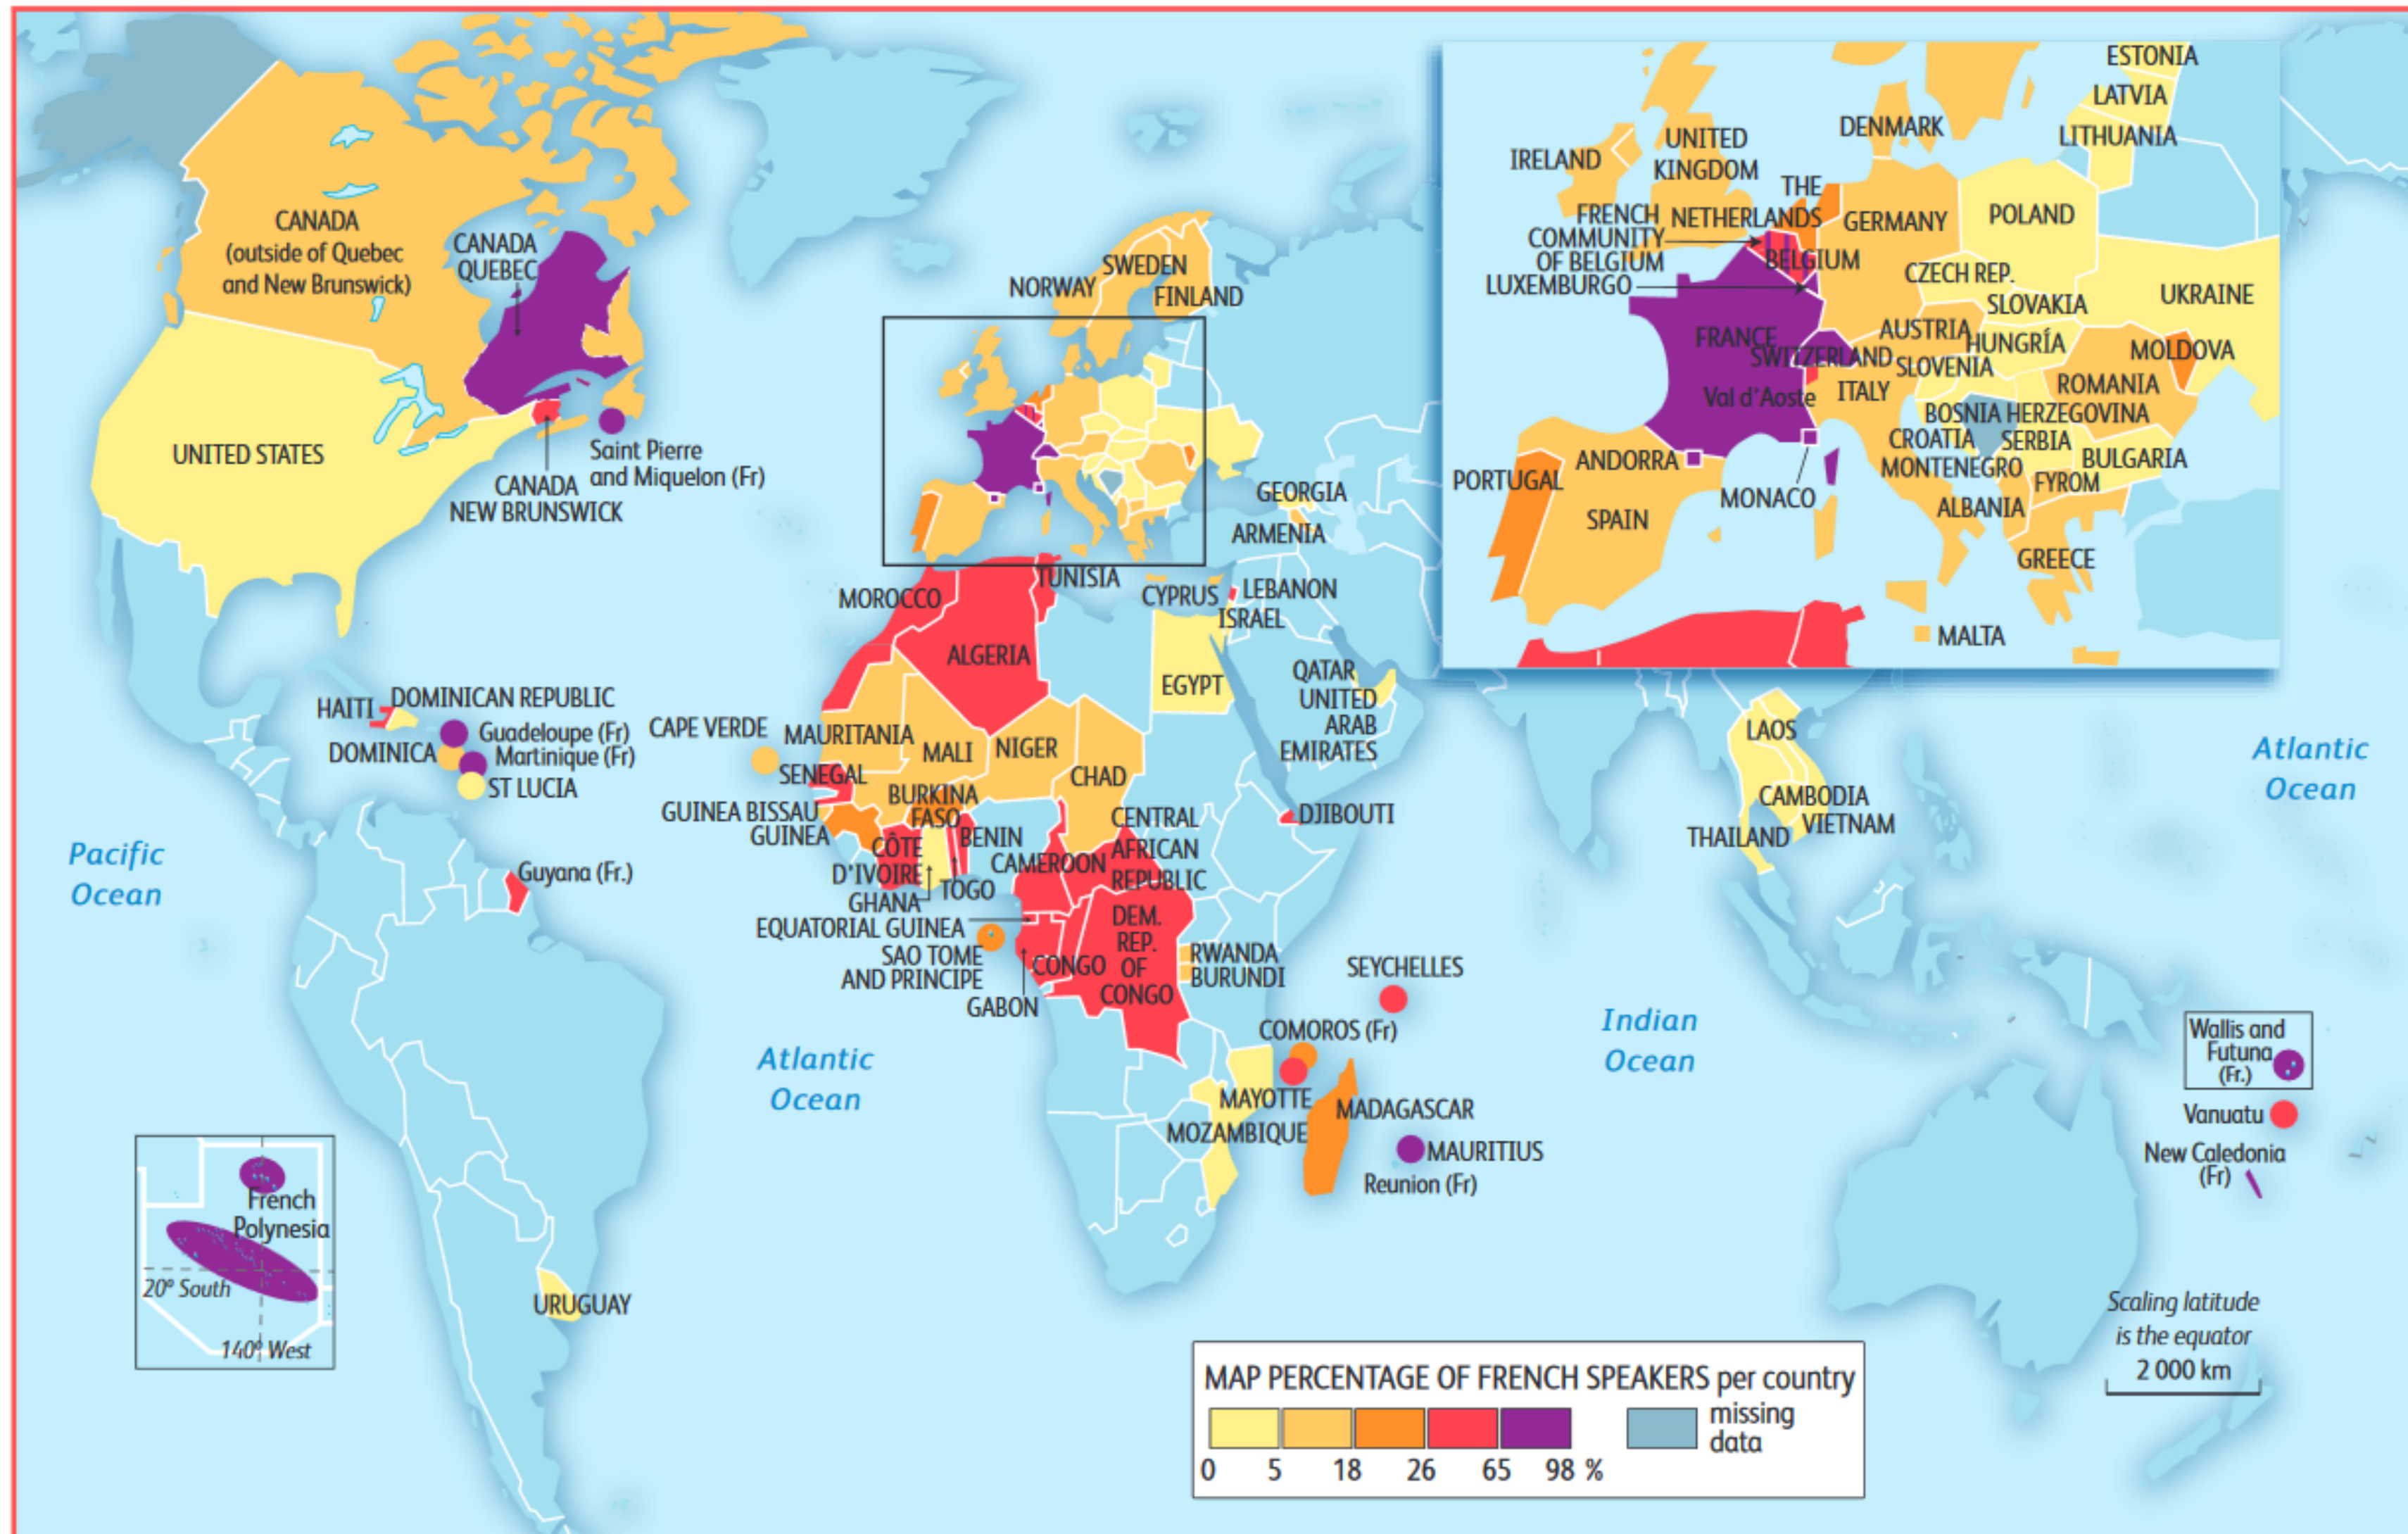 CANADA
(outside of Quebec
and New Brunswick)
CANADA
QUEBEC
UNITED STATES
Saint Pierre
and Miquelon (Fr)
CANADA
NEW BRUNSWICK
NORWAY
SWEDEN
FINLAND
GEORGIA
ARMENIA
ESTONIA
LATVIA
LITHUANIA
DENMARK
IRELAND
UNITED
KINGDOM
THE
NETHERLANDS
FRENCH
COMMUNITY
OF BELGIUM
GERMANY
POLAND
BELGIUM
LUXEMBURGO
CZECH REP.
SLOVAKIA
UKRAINE
FRANCE
SWITZERLAND
AUSTRIA
HUNGRÍA
MOLDOVA
SLOVENIA
ROMANIA
Val d'Aoste
ITALY
BOSNIA HERZEGOVINA
CROATIA
SERBIA
BULGARIA
MONTENEGRO
FYROM
ANDORRA
PORTUGAL
MONACO
SPAIN
ALBANIA
GREECE
MALTA
MOROCCO
TUNISIA
CYPRUS
LEBANON
ISRAEL
ALGERIA
EGYPT
QATAR
UNITED
ARAB
EMIRATES
HAITI
DOMINICAN REPUBLIC
Guadeloupe (Fr)
DOMINICA
Martinique (Fr)
ST LUCIA
CAPE VERDE
MAURITANIA
MALI
NIGER
CHAD
SENEGAL
BURKINA
FASO
GUINEA BISSAU
GUINEA
CÔTE
D'IVOIRE
BENIN
GHANA
TOGO
CAMEROON
CENTRAL
AFRICAN
REPUBLIC
DJIBOUTI
EQUATORIAL GUINEA
SAO TOME
AND PRINCIPE
GABON
CONGO
DEM.
REP.
OF
CONGO
RWANDA
BURUNDI
SEYCHELLES
COMOROS (Fr)
MAYOTTE
MADAGASCAR
MOZAMBIQUE
MAURITIUS
Reunion (Fr)
LAOS
CAMBODIA
VIETNAM
THAILAND
Atlantic
Ocean
Pacific
Ocean
Guyana (Fr.)
Atlantic
Ocean
Indian
Ocean
Wallis and
Futuna
(Fr.)
Vanuatu
New Caledonia
(Fr)
French
Polynesia
20º South
140º West
URUGUAY
Scaling latitude
is the equator
2 000 km
MAP PERCENTAGE OF FRENCH SPEAKERS per country
missing
data
0 5 18 26 65 98 %